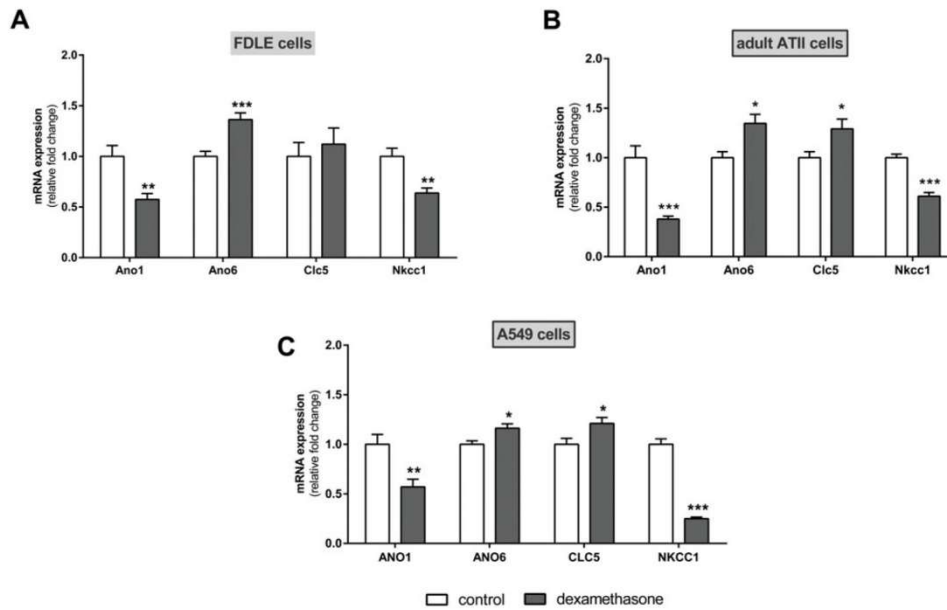 A
FDLE cells
mRNA expression
(relative fold change)
2.0
1.5
1.0
0.5
0.0
**
***
**
Ano1 Ano6 Clc5 Nkcc1
B
adult ATII cells
mRNA expression
(relative fold change)
2.0
1.5
1.0
0.5
0.0
***
*
*
***
Ano1 Ano6 Clc5 Nkcc1
C
A549 cells
mRNA expression
(relative fold change)
2.0
1.5
1.0
0.5
0.0
**
*
*
***
ANO1 ANO6 CLC5 NKCC1
control dexamethasone